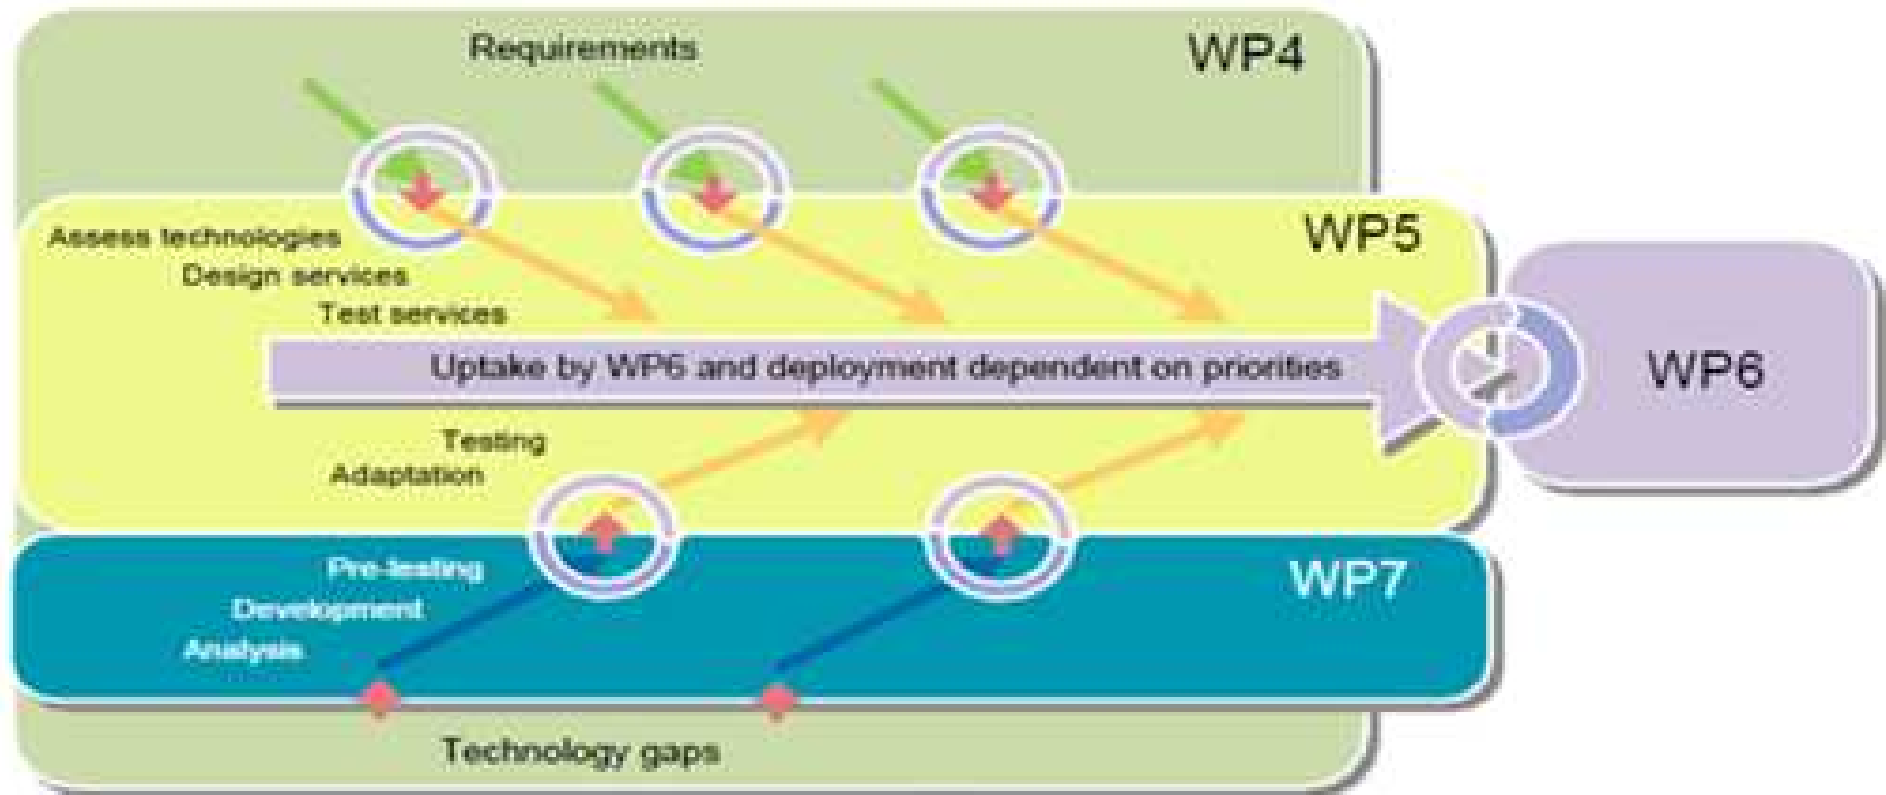 Requirements
WP4
WP5
Assess technologies
Design services
Test services
Uptake by WP6 and deployment dependent on priorities
WP6
Testing
Adaptation
WP7
Pre-testing
Development
Analysis
Technology gaps